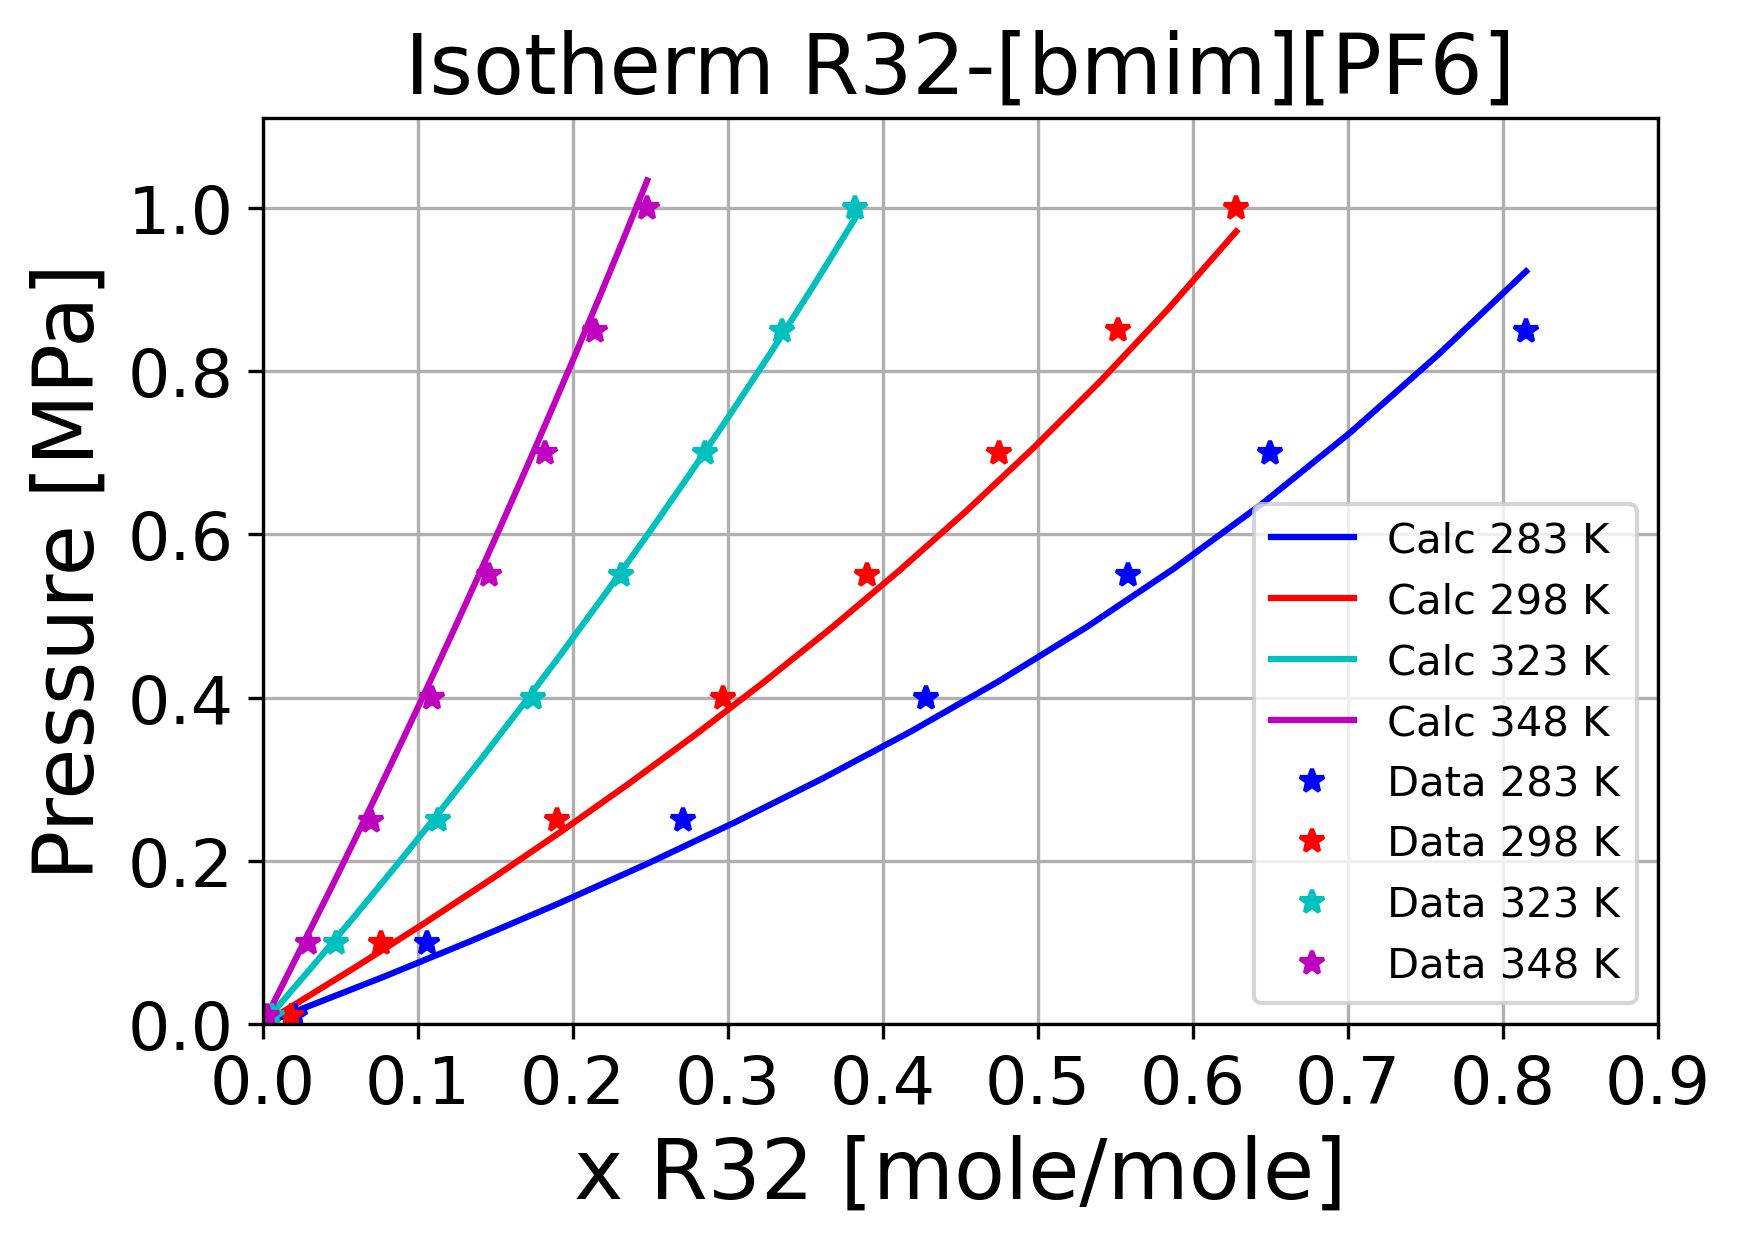 Isotherm R32-[bmim][PF6]
Pressure [MPa]
1.0
0.8
0.6
0.4
0.2
0.0
0.0 0.1 0.2 0.3 0.4 0.5 0.6 0.7 0.8 0.9
x R32 [mole/mole]
Calc 283 K
Calc 298 K
Calc 323 K
Calc 348 K
Data 283 K
Data 298 K
Data 323 K
Data 348 K